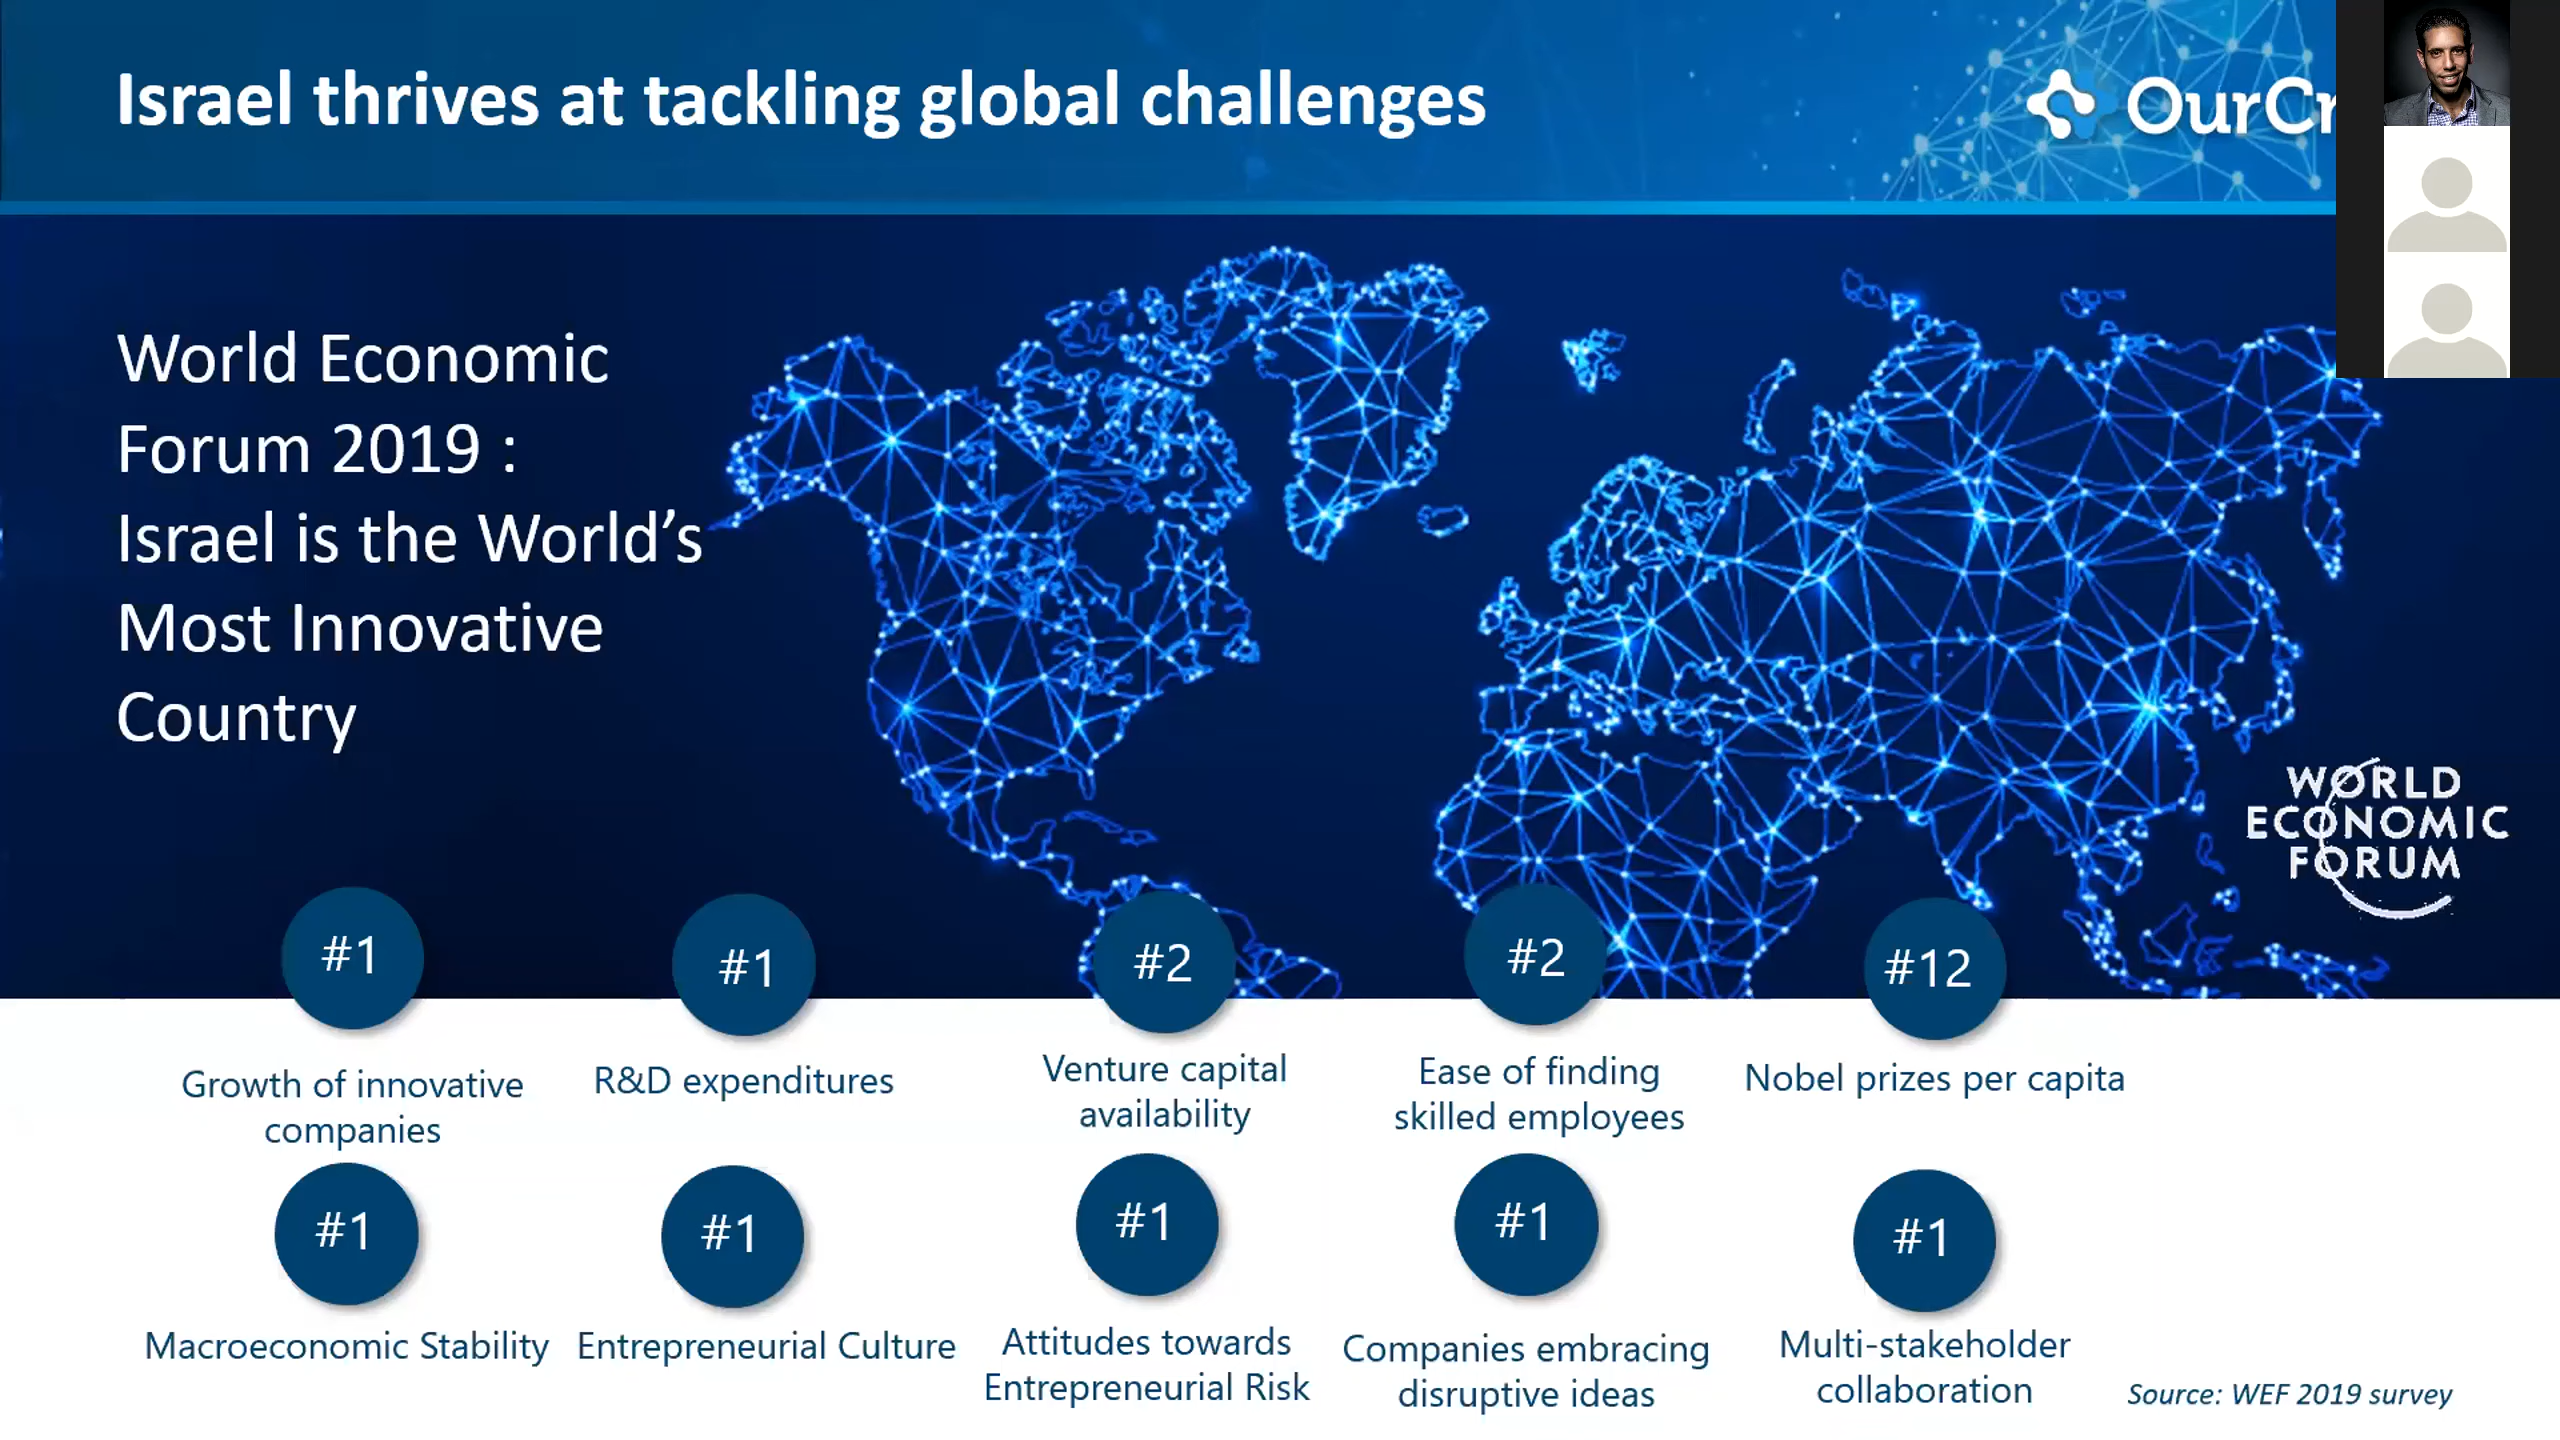 Israel thrives at tackling global challenges
OurCr
World Economic
Forum 2019 :
Israel is the World’s
Most Innovative
Country
WORLD
ECONOMIC
FORUM
#1
#1
#2
#2
#12
Growth of innovative
companies
R&D expenditures
Venture capital
availability
Ease of finding
skilled employees
Nobel prizes per capita
#1
#1
#1
#1
#1
Macroeconomic Stability
Entrepreneurial Culture
Attitudes towards
Entrepreneurial Risk
Companies embracing
disruptive ideas
Multi-stakeholder
collaboration
Source: WEF 2019 survey